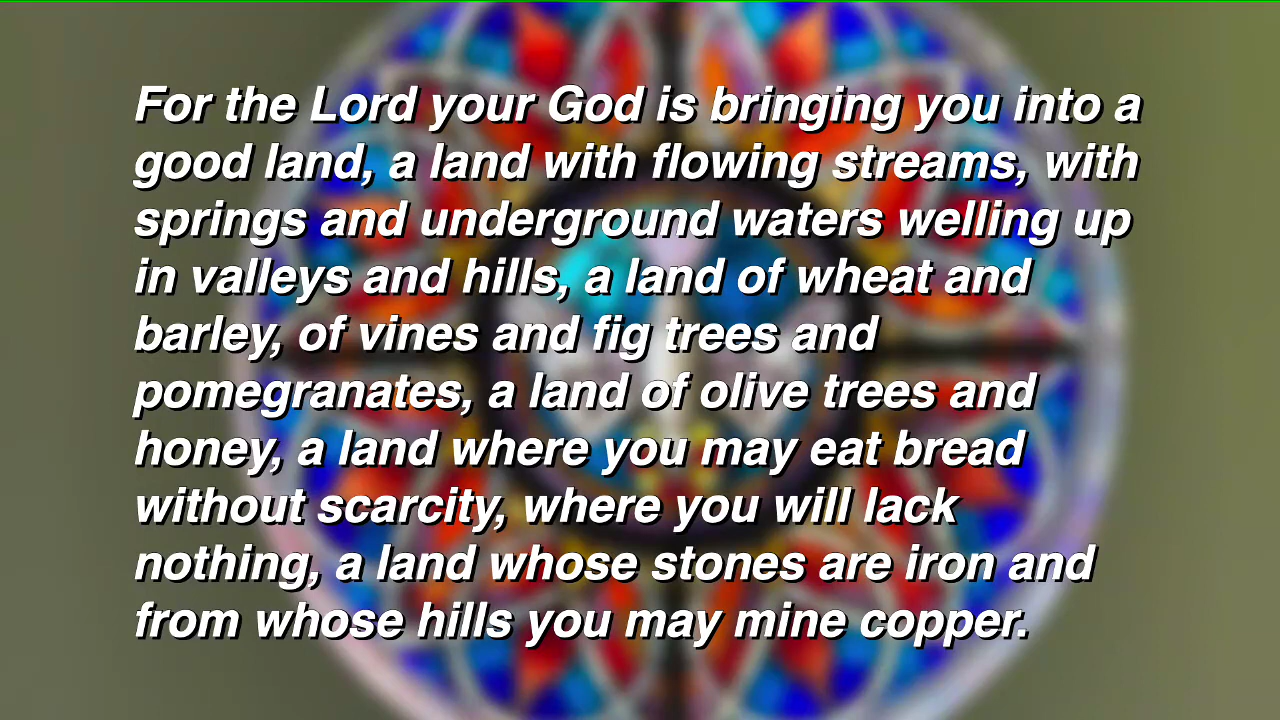 For the Lord your God is bringing you into a
good land, a land with flowing streams, with
springs and underground waters welling up
in valleys and hills, a land of wheat and
barley, of vines and fig trees and
pomegranates, a land of olive trees and
honey, a land where you may eat bread
without scarcity, where you will lack
nothing, a land whose stones are iron and
from whose hills you may mine copper.